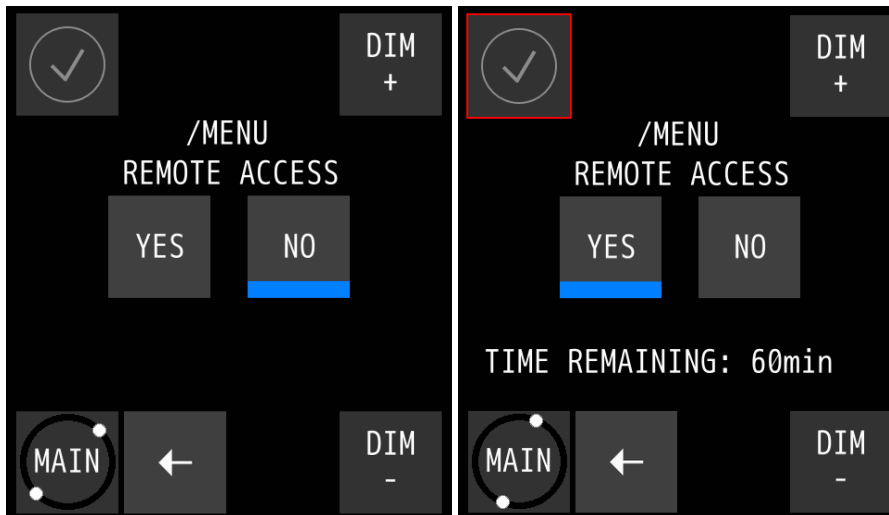 DIM
+
/MENU
REMOTE ACCESS
YES NO
MAIN ← DIM
-
DIM
+
/MENU
REMOTE ACCESS
YES NO
TIME REMAINING: 60min
MAIN ← DIM
-